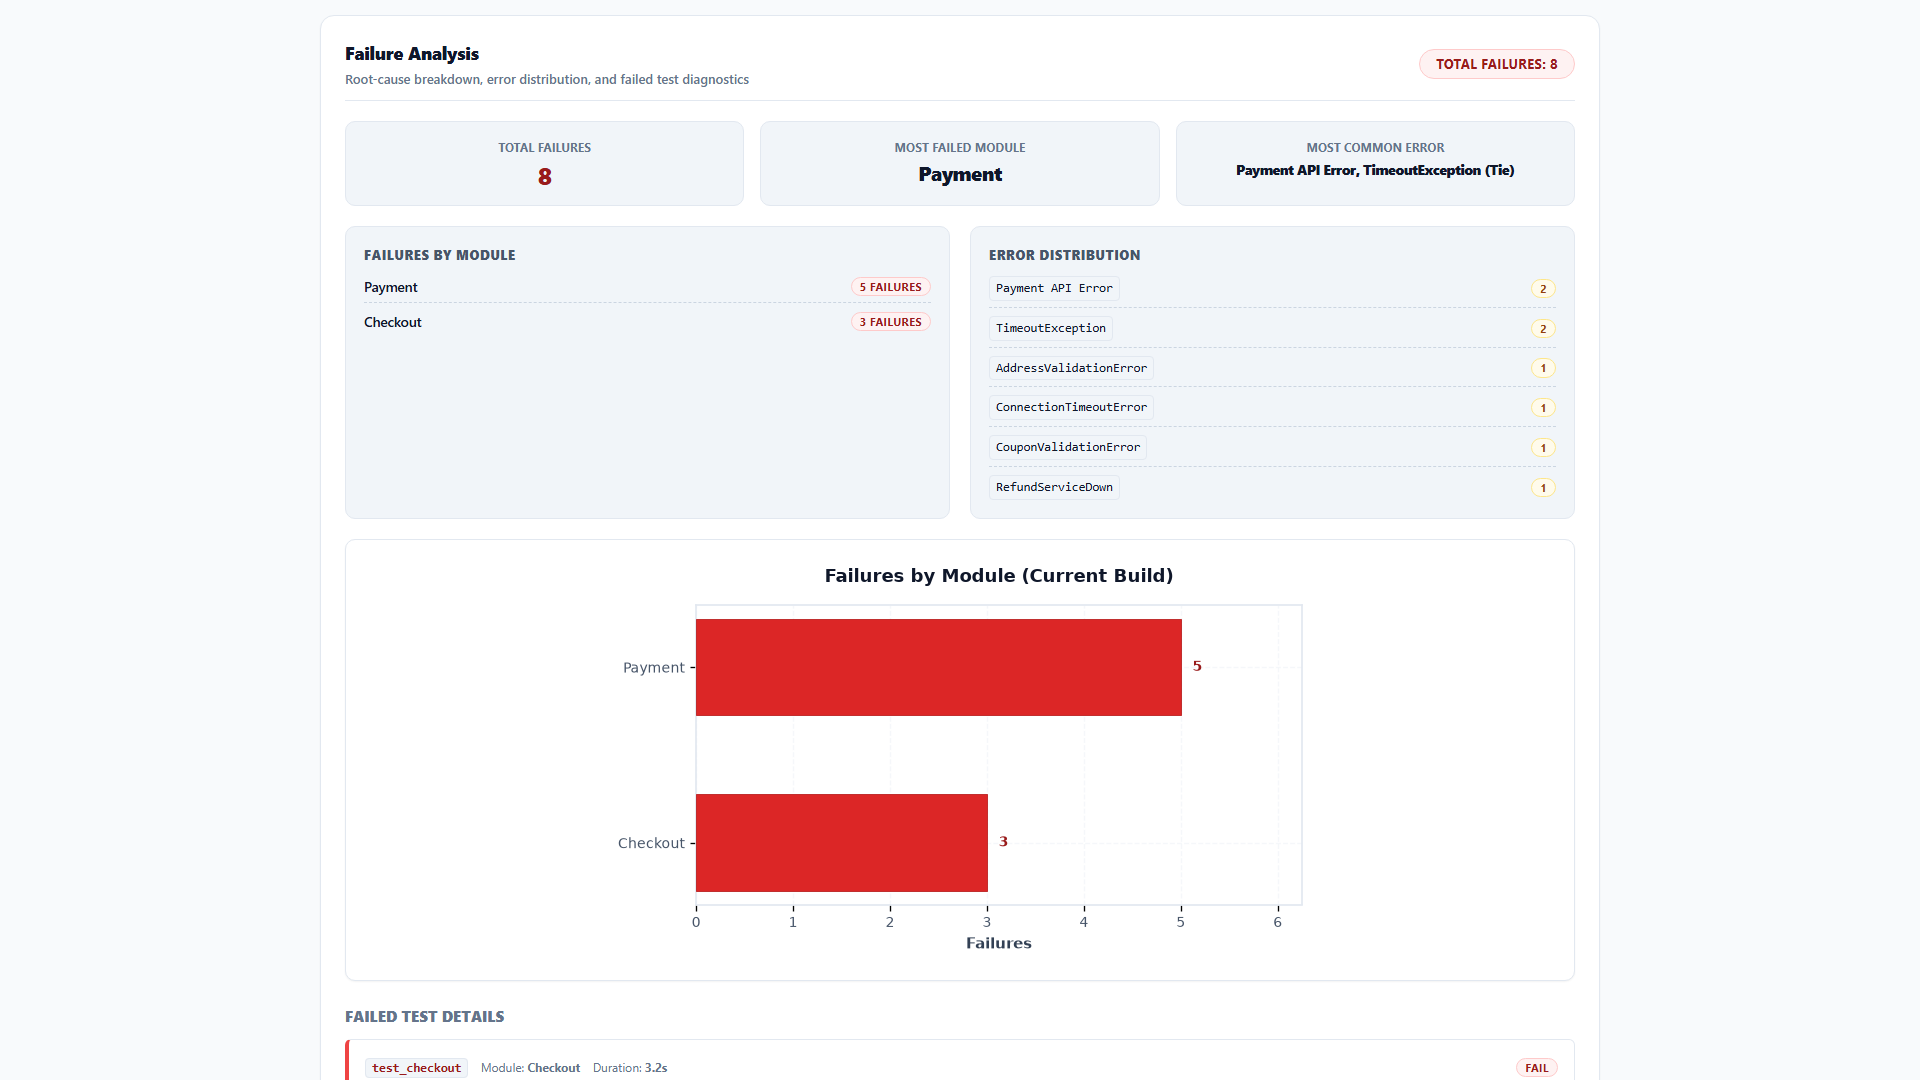 Failure Analysis
Root-cause breakdown, error distribution, and failed test diagnostics
TOTAL FAILURES: 8
TOTAL FAILURES
8
MOST FAILED MODULE
Payment
MOST COMMON ERROR
Payment API Error, TimeoutException (Tie)
FAILURES BY MODULE
Payment 5 FAILURES
Checkout 3 FAILURES
ERROR DISTRIBUTION
Payment API Error 2
TimeoutException 2
AddressValidationError 1
ConnectionTimeoutError 1
CouponValidationError 1
RefundServiceDown 1
Failures by Module (Current Build)
Payment 5
Checkout 3
0 1 2 3 4 5 6
Failures
FAILED TEST DETAILS
test_checkout Module: Checkout Duration: 3.2s FAIL